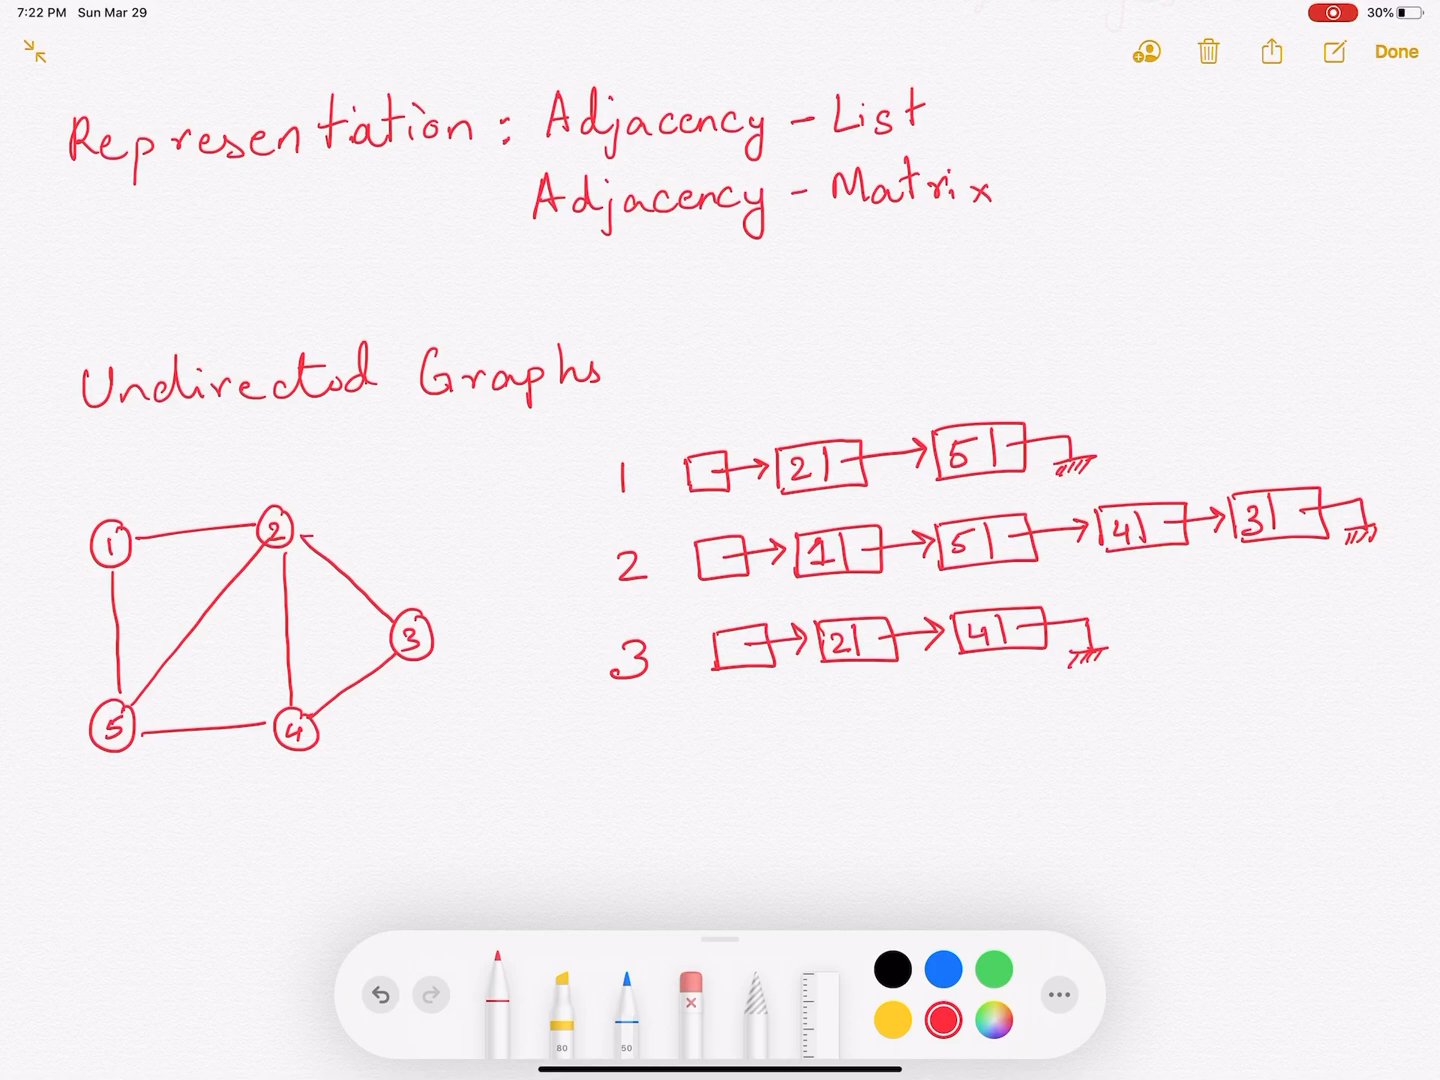 7:22 PM Sun Mar 29
30%
Done
Representiation : Adjacency - List
Adjacency - Matrix
Undirected Graphs
1 2 5
2 1 5 4 3
3 2 4
1 2
3
5 4
80 50